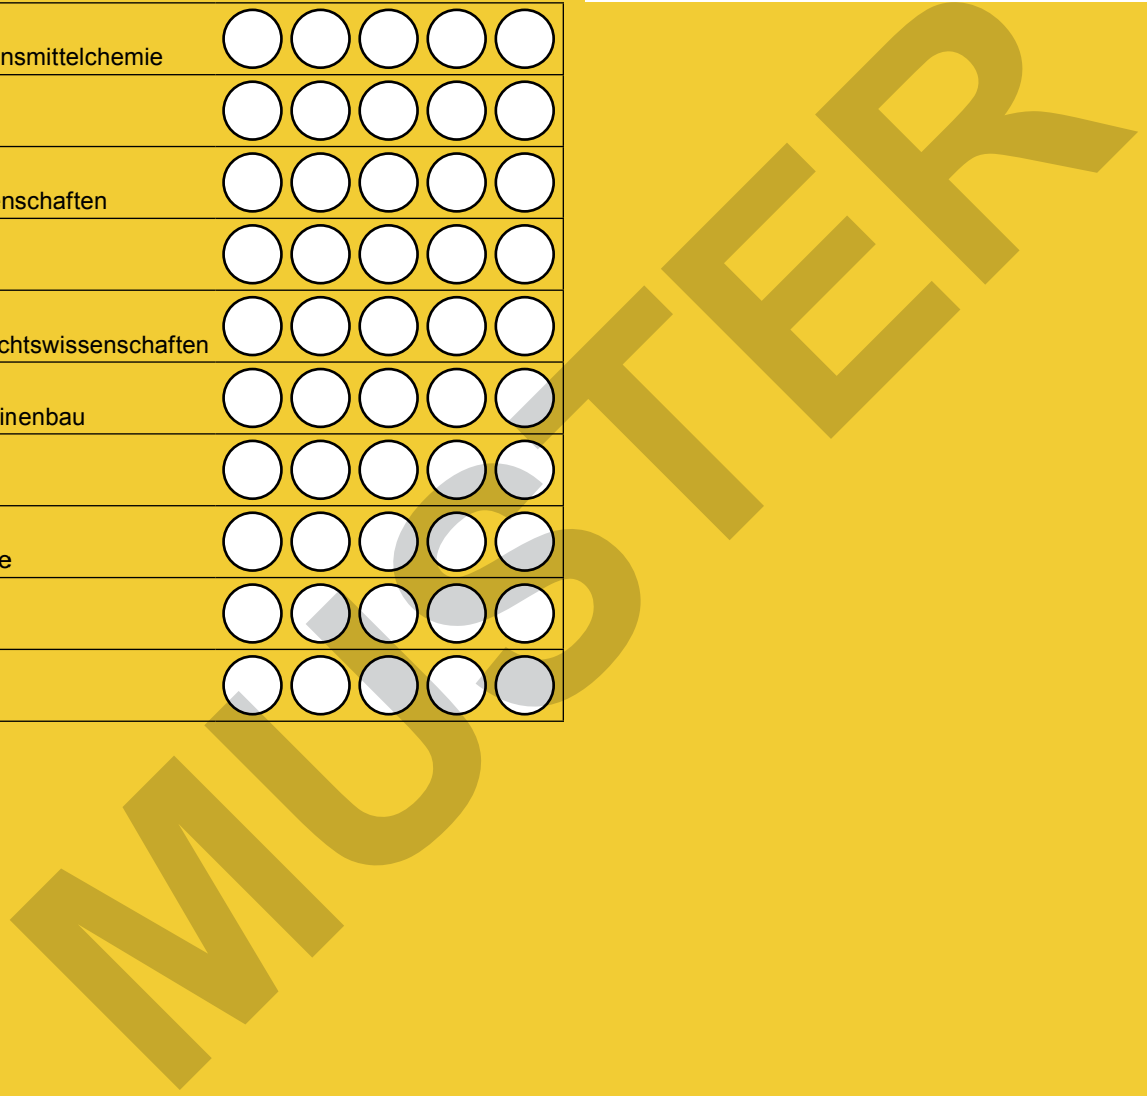 nsmittelchemie
nschaften
chtswissenschaften
inenbau
e
MUSTER